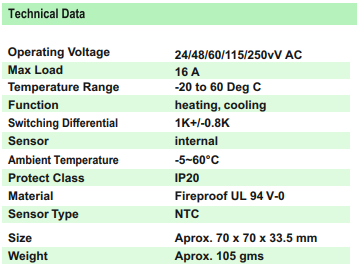 Technical Data
Operating Voltage 24/48/60/115/250vV AC
Max Load 16 A
Temperature Range -20 to 60 Deg C
Function heating, cooling
Switching Differential 1K+/-0.8K
Sensor internal
Ambient Temperature -5~60°C
Protect Class IP20
Material Fireproof UL 94 V-0
Sensor Type NTC
Size Aprox. 70 x 70 x 33.5 mm
Weight Aprox. 105 gms